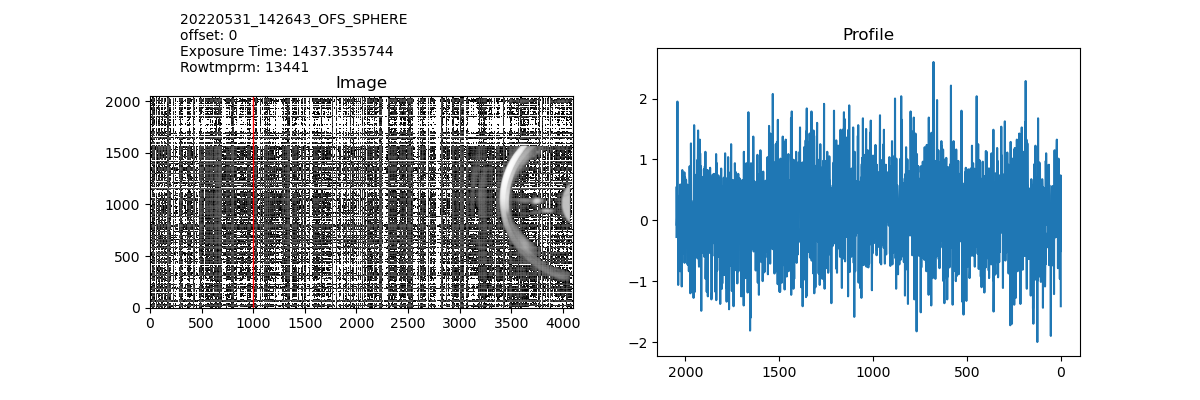 20220531_142643_OFS_SPHERE
offset: 0
Exposure Time: 1437.3535744
Rowtmprm: 13441
Image
2000
1500
1000
500
0
0 500 1000 1500 2000 2500 3000 3500 4000
Profile
2
1
0
−1
−2
2000 1500 1000 500 0